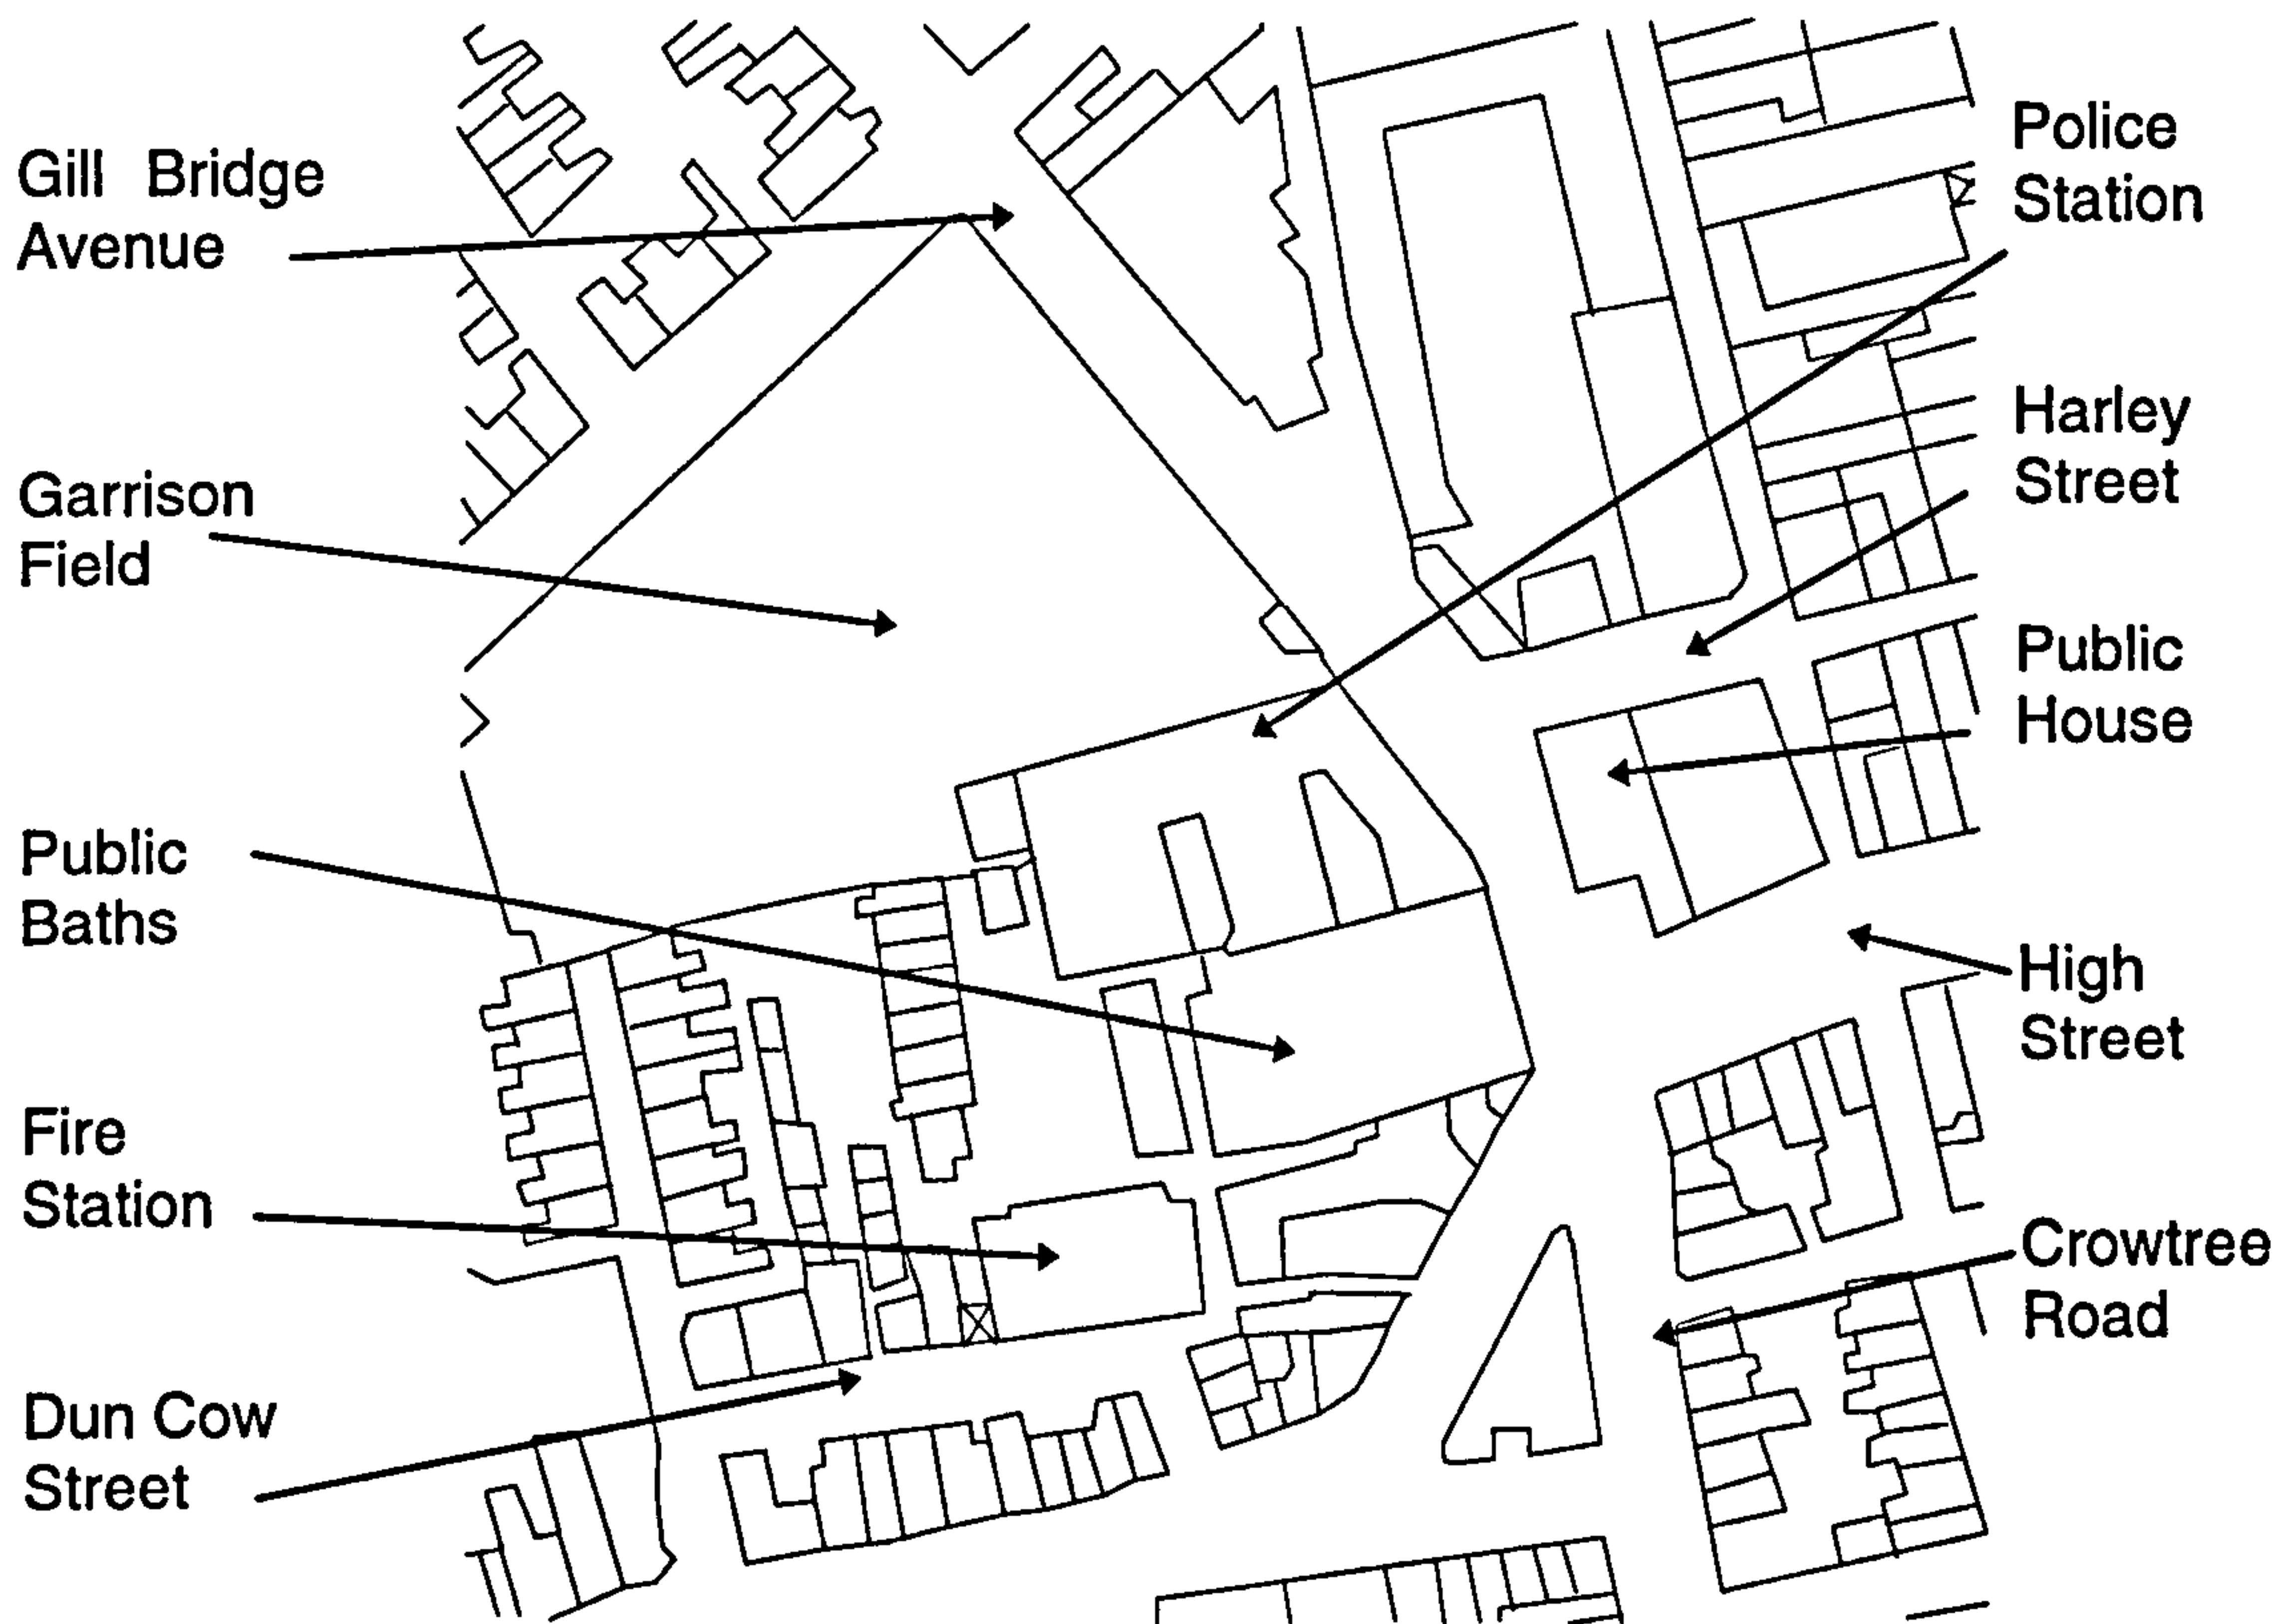 Gill Bridge
Avenue
Garrison
Field
Public
Baths
Fire
Station
Dun Cow
Street
Police
Station
Harley
Street
Public
House
High
Street
Crowtree
Road